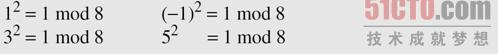 1² = 1 mod 8 (−1)² = 1 mod 8
3² = 1 mod 8 5² = 1 mod 8
51CTO.com
技术成就梦想